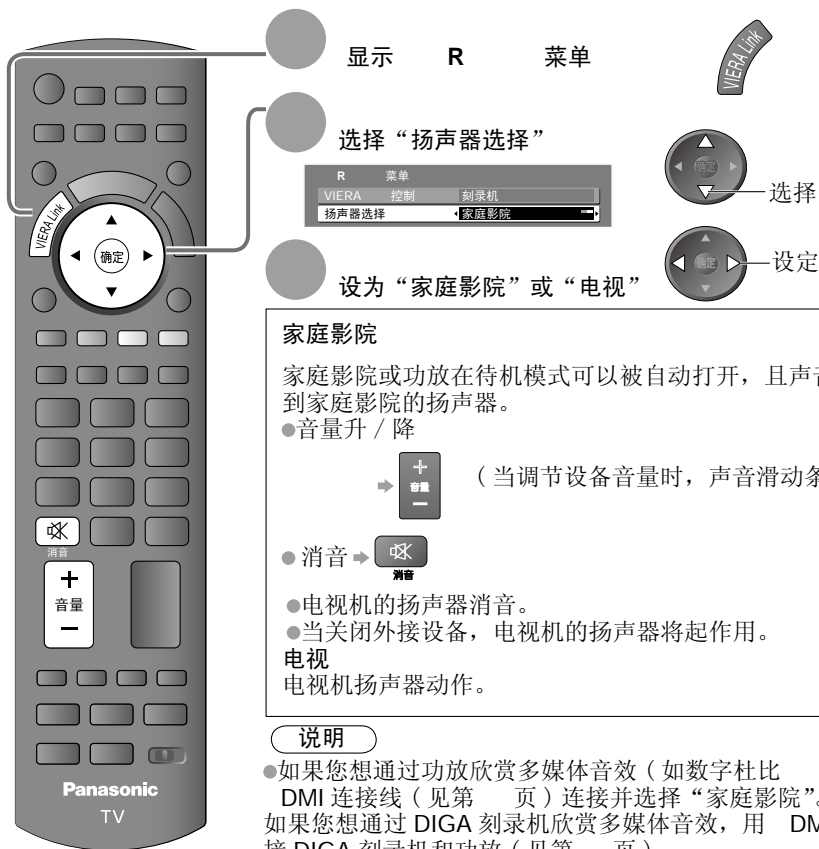 显示 R 菜单
VIERA Link
选择“扬声器选择”
R 菜单
VIERA 控制 刻录机
扬声器选择 家庭影院
确定
选择
设为“家庭影院”或“电视”
确定
设定
VIERA Link
确定
消音
+
音量
−
Panasonic
TV
家庭影院
家庭影院或功放在待机模式可以被自动打开，且声音
到家庭影院的扬声器。
●音量升 / 降
+
音量
−
( 当调节设备音量时，声音滑动条
●消音
消音
●电视机的扬声器消音。
●当关闭外接设备，电视机的扬声器将起作用。
电视
电视机扬声器动作。
说明
●如果您想通过功放欣赏多媒体音效 ( 如数字杜比
DMI 连接线 ( 见第 页 ) 连接并选择“家庭影院”。
如果您想通过 DIGA 刻录机欣赏多媒体音效，用 DM
接 DIGA 刻录机和功放 ( 见第 页 )